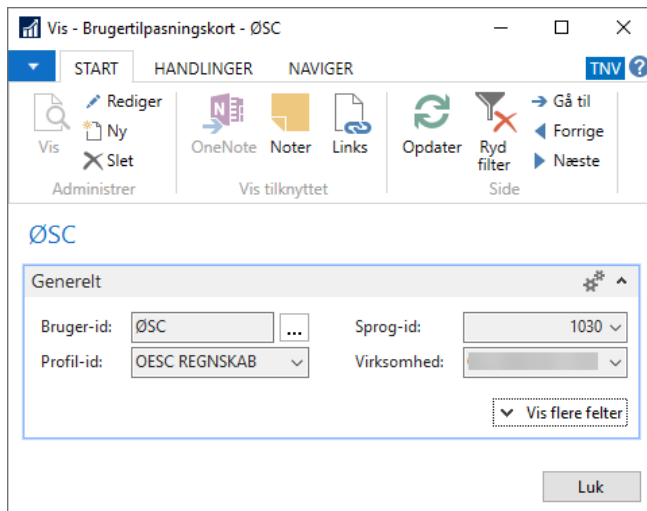 Vis - Brugertilpasningskort - ØSC
START HANDLINGER NAVIGER TNV ?
Vis
Rediger
Ny
Slet
Administrer
OneNote Noter Links
Vis tilknyttet
Opdater
Ryd
filter
Gå til
Forrige
Næste
Side
ØSC
Generelt
Bruger-id: ØSC ... Sprog-id: 1030
Profil-id: OESC REGNSKAB Virksomhed:
Vis flere felter
Luk